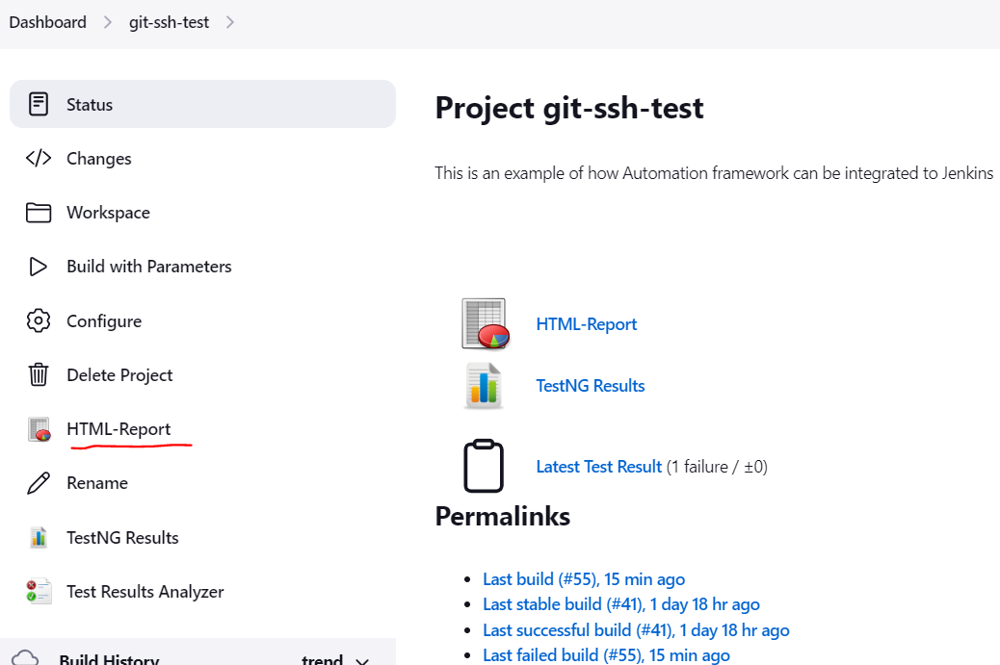 Dashboard > git-ssh-test >
Status
Changes
Workspace
Build with Parameters
Configure
Delete Project
HTML-Report
Rename
TestNG Results
Test Results Analyzer
Build History trend
Project git-ssh-test
This is an example of how Automation framework can be integrated to Jenkins
HTML-Report
TestNG Results
Latest Test Result (1 failure / ±0)
Permalinks
• Last build (#55), 15 min ago
• Last stable build (#41), 1 day 18 hr ago
• Last successful build (#41), 1 day 18 hr ago
• Last failed build (#55), 15 min ago